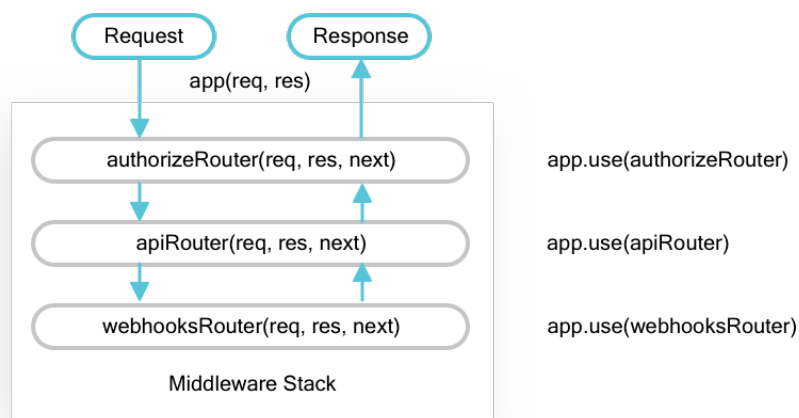 Request
Response
app(req, res)
authorizeRouter(req, res, next)
app.use(authorizeRouter)
apiRouter(req, res, next)
app.use(apiRouter)
webhooksRouter(req, res, next)
app.use(webhooksRouter)
Middleware Stack